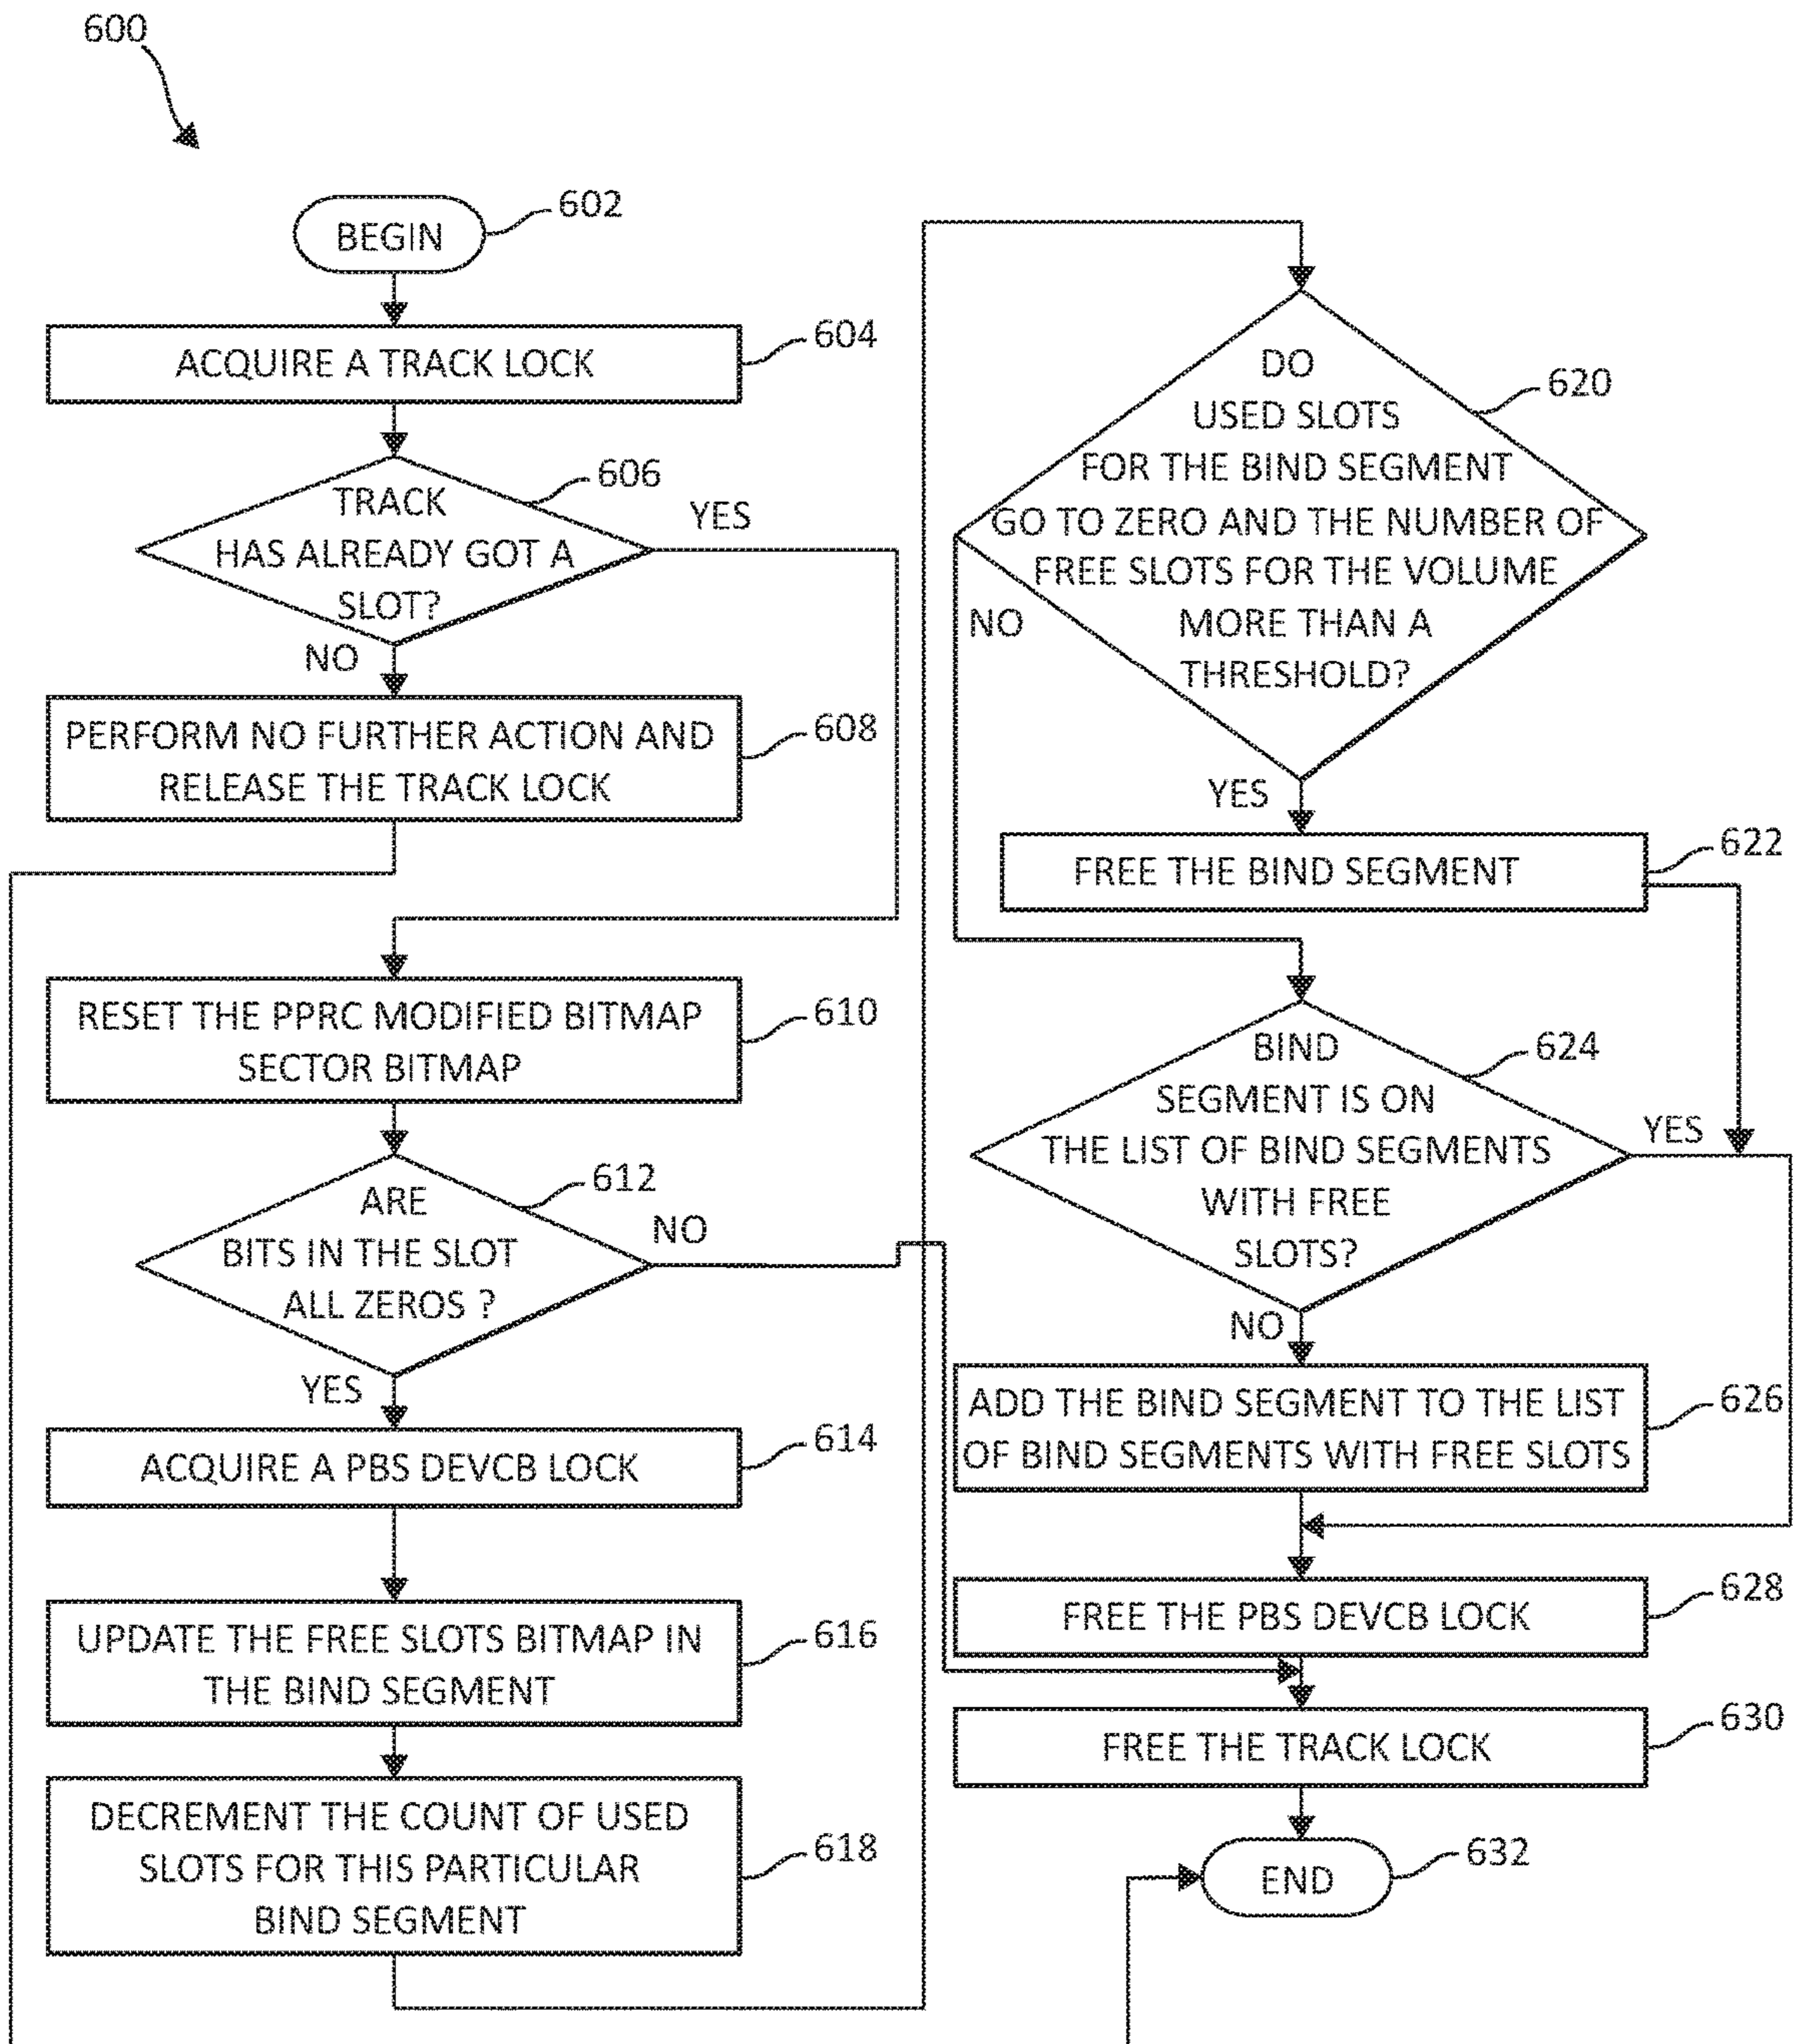 600
BEGIN
602
ACQUIRE A TRACK LOCK
604
TRACK
HAS ALREADY GOT A
SLOT?
606
YES
NO
PERFORM NO FURTHER ACTION AND
RELEASE THE TRACK LOCK
608
RESET THE PPRC MODIFIED BITMAP
SECTOR BITMAP
610
ARE
BITS IN THE SLOT
ALL ZEROS ?
612
NO
YES
ACQUIRE A PBS DEVCB LOCK
614
UPDATE THE FREE SLOTS BITMAP IN
THE BIND SEGMENT
616
DECREMENT THE COUNT OF USED
SLOTS FOR THIS PARTICULAR
BIND SEGMENT
618
DO
USED SLOTS
FOR THE BIND SEGMENT
GO TO ZERO AND THE NUMBER OF
FREE SLOTS FOR THE VOLUME
MORE THAN A
THRESHOLD?
620
NO
YES
FREE THE BIND SEGMENT
622
BIND
SEGMENT IS ON
THE LIST OF BIND SEGMENTS
WITH FREE
SLOTS?
624
YES
NO
ADD THE BIND SEGMENT TO THE LIST
OF BIND SEGMENTS WITH FREE SLOTS
626
FREE THE PBS DEVCB LOCK
628
FREE THE TRACK LOCK
630
END
632